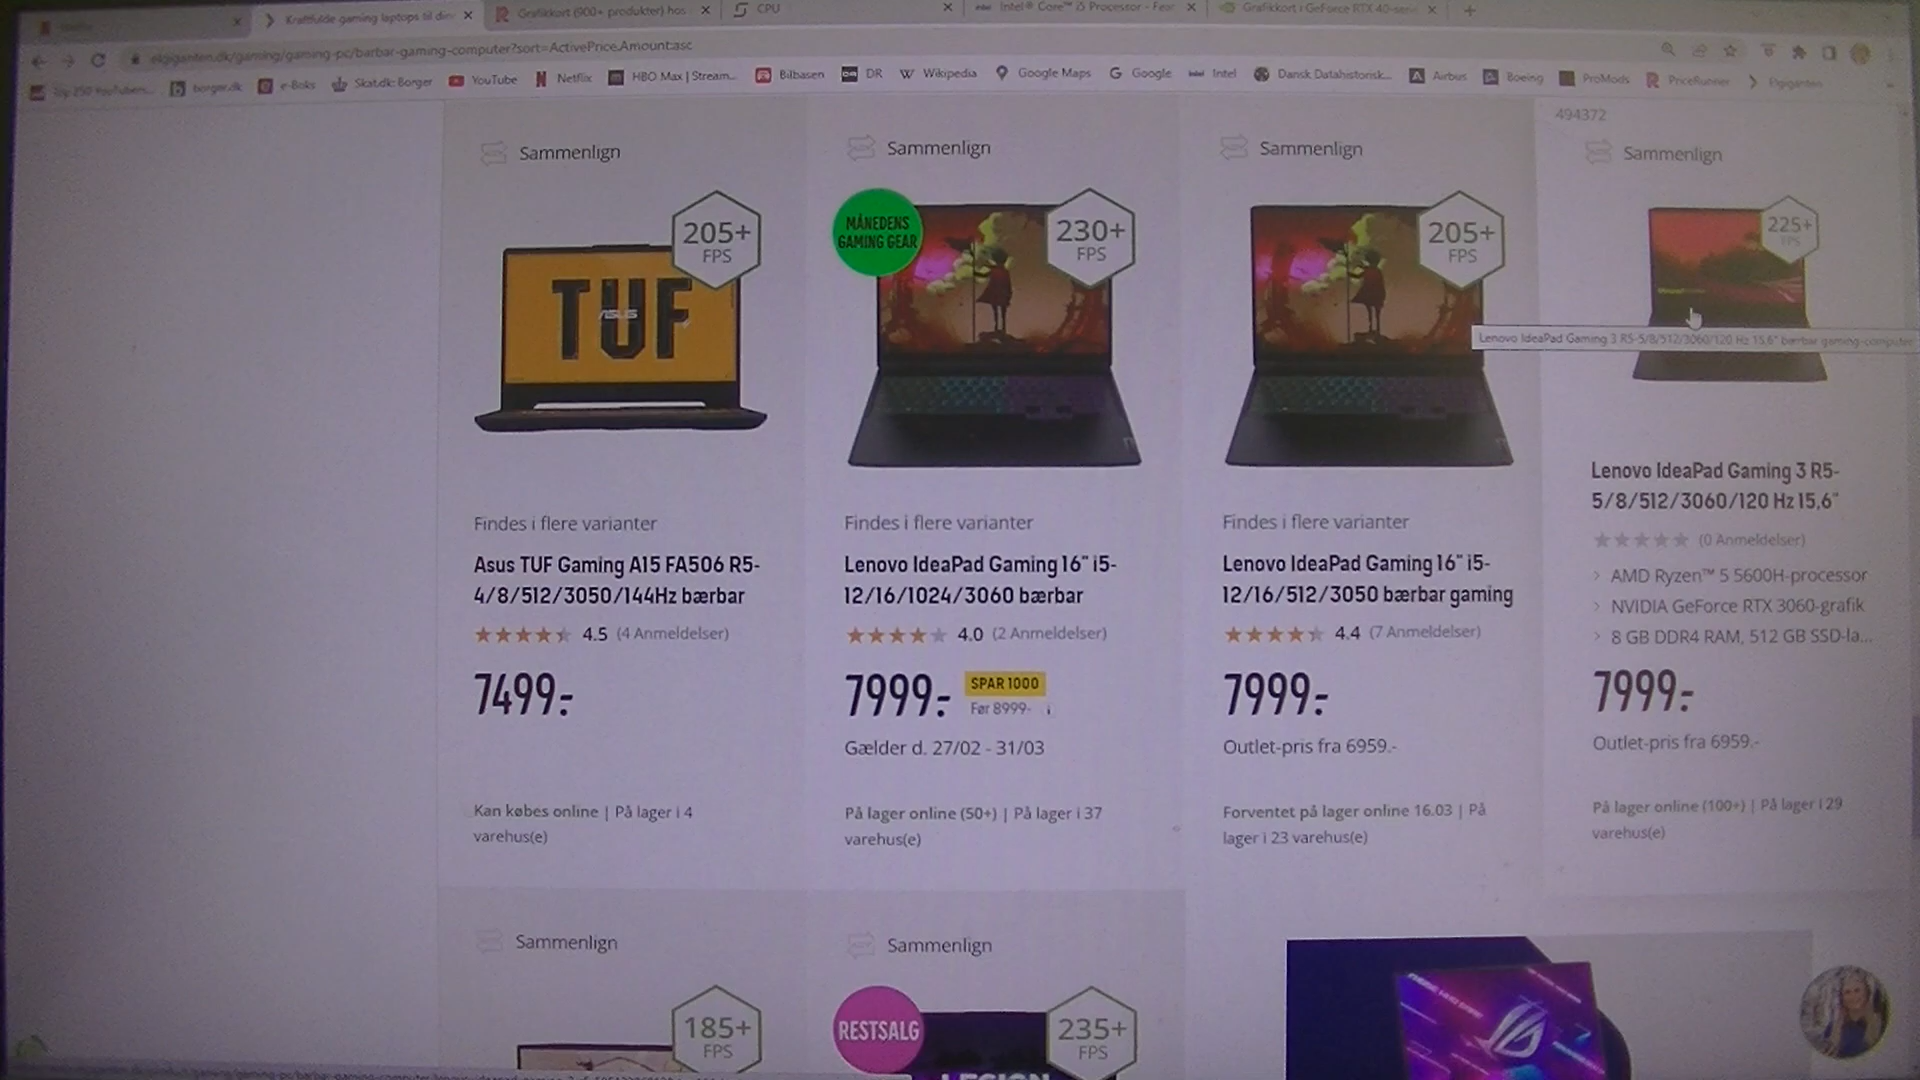 Kraftfulde gaming laptops til din
Grafikkort (900+ produkter) hos
CPU
Intel® Core™ i5 Processor - Fear
Grafikkort i GeForce RTX 40-serie
elgiganten.dk/gaming/gaming-pc/barbar-gaming-computer?sort=ActivePrice.Amount:asc
Top 250 YouTubers...
borger.dk
e-Boks
Skat.dk: Borger
YouTube
Netflix
HBO Max | Stream...
Bilbasen
DR
Wikipedia
Google Maps
Google
Intel
Dansk Datahistorisk...
Airbus
Boeing
ProMods
PriceRunner
Elgiganten
494372
Sammenlign
Sammenlign
Sammenlign
Sammenlign
205+
FPS
MÅNEDENS
GAMING GEAR
230+
FPS
205+
FPS
225+
FPS
TUF
ASUS
Lenovo IdeaPad Gaming 3 R5-5/8/512/3060/120 Hz 15,6" bærbar gaming-computer
Findes i flere varianter
Asus TUF Gaming A15 FA506 R5-
4/8/512/3050/144Hz bærbar
4.5 (4 Anmeldelser)
7499.-
Kan købes online | På lager i 4
varehus(e)
Findes i flere varianter
Lenovo IdeaPad Gaming 16" i5-
12/16/1024/3060 bærbar
4.0 (2 Anmeldelser)
7999.-
SPAR 1000
Før 8999.- i
Gælder d. 27/02 - 31/03
På lager online (50+) | På lager i 37
varehus(e)
Findes i flere varianter
Lenovo IdeaPad Gaming 16" i5-
12/16/512/3050 bærbar gaming
4.4 (7 Anmeldelser)
7999.-
Outlet-pris fra 6959.-
Forventet på lager online 16.03 | På
lager i 23 varehus(e)
Lenovo IdeaPad Gaming 3 R5-
5/8/512/3060/120 Hz 15,6"
(0 Anmeldelser)
AMD Ryzen™ 5 5600H-processor
NVIDIA GeForce RTX 3060-grafik
8 GB DDR4 RAM, 512 GB SSD-la...
7999.-
Outlet-pris fra 6959.-
På lager online (100+) | På lager i 29
varehus(e)
Sammenlign
Sammenlign
185+
FPS
RESTSALG
235+
FPS
LEGION